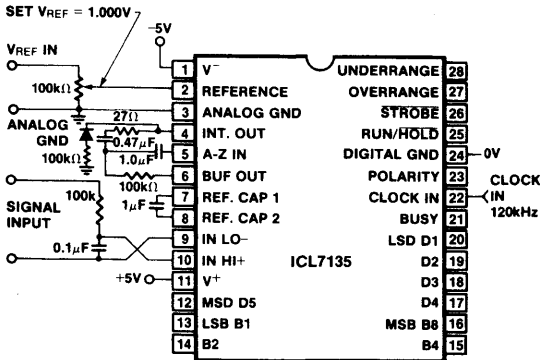 SET VREF = 1.000V
−5V
VREF IN
100kΩ
ANALOG
GND
27Ω
0.47μF
100kΩ
1.0μF
100kΩ
100k
1μF
SIGNAL
INPUT
0.1μF
+5V
1 V− UNDERRANGE 28
2 REFERENCE OVERRANGE 27
3 ANALOG GND STROBE 26
4 INT. OUT RUN/HOLD 25
5 A-Z IN DIGITAL GND 24 0V
6 BUF OUT POLARITY 23
7 REF. CAP 1 CLOCK IN 22
8 REF. CAP 2 BUSY 21
9 IN LO− LSD D1 20
10 IN HI+ ICL7135 D2 19
11 V+ D3 18
12 MSD D5 D4 17
13 LSB B1 MSB B8 16
14 B2 B4 15
CLOCK
IN
120kHz